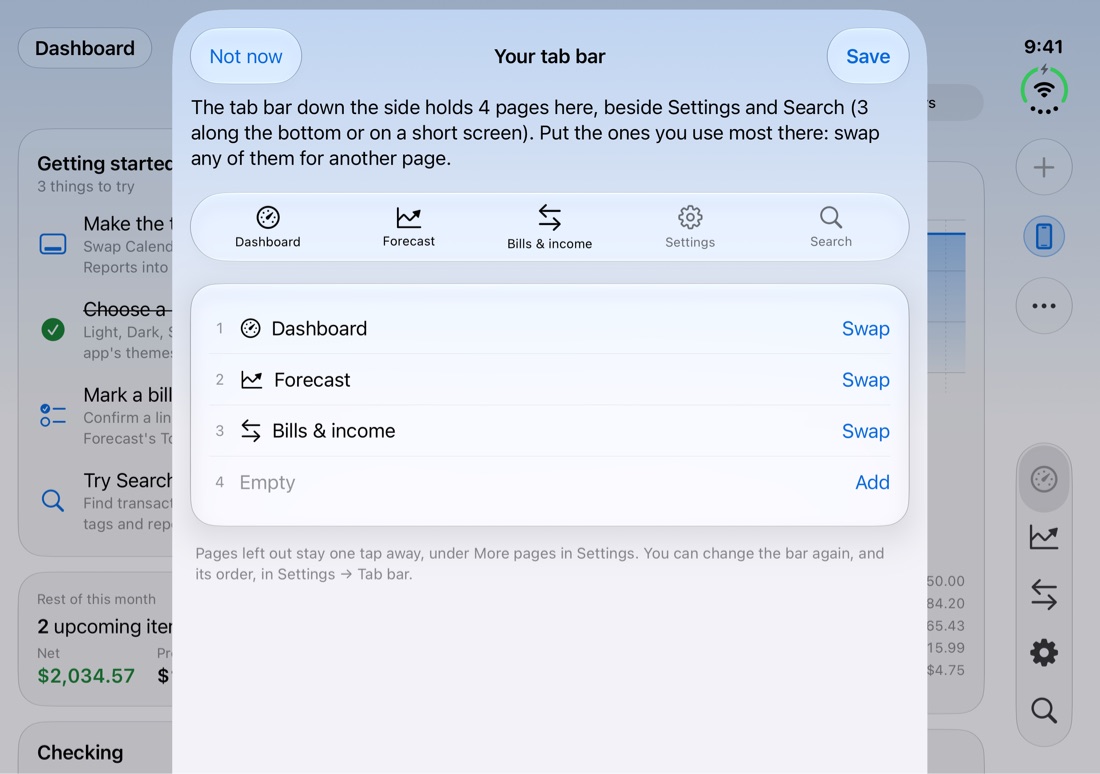 Dashboard
Not now
Your tab bar
Save
9:41
The tab bar down the side holds 4 pages here, beside Settings and Search (3
along the bottom or on a short screen). Put the ones you use most there: swap
any of them for another page.
Getting started
3 things to try
Make the
Swap
Reports into
Choose a
Light, Dark,
app's
Mark a bill
Confirm a
Forecast's
Try Search
Find
tags and
Dashboard
Forecast
Bills & income
Settings
Search
1 Dashboard Swap
2 Forecast Swap
3 Bills & income Swap
4 Empty Add
Pages left out stay one tap away, under More pages in Settings. You can change the bar again, and
its order, in Settings → Tab bar.
Rest of this month
2 upcoming
Net
$2,034.57
$
50.00
84.20
65.43
15.99
$4.75
Checking